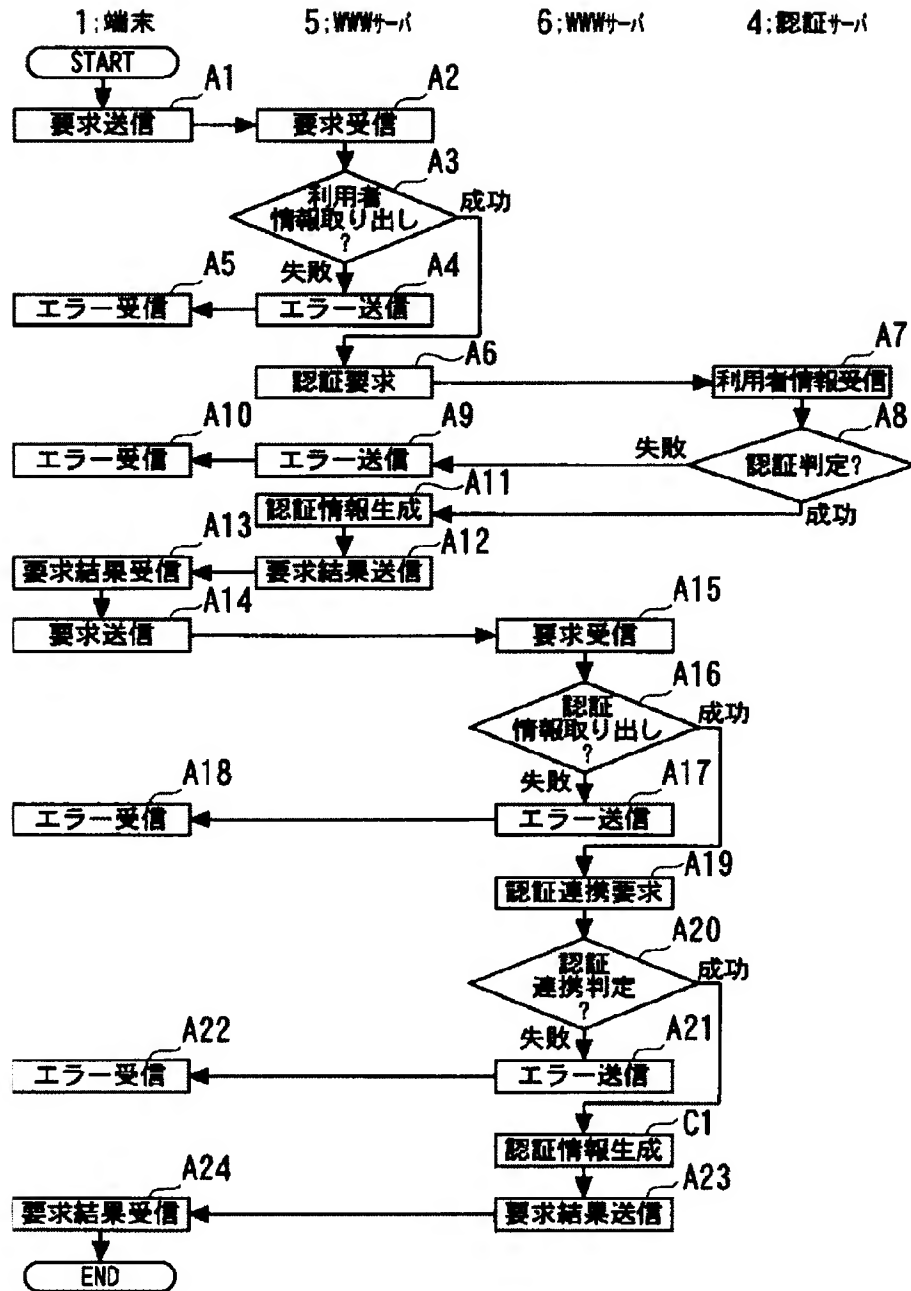 1;端末 5;WWWサーバ 6;WWWサーバ 4;認証サーバ
START
A1 A2
要求送信 要求受信
A3
利用者
情報取り出し
?
成功
失敗
A5 A4
エラー受信 エラー送信
A6 A7
認証要求 利用者情報受信
A8
認証判定?
失敗
成功
A10 A9
エラー受信 エラー送信
A11
認証情報生成
A13 A12
要求結果受信 要求結果送信
A14 A15
要求送信 要求受信
A16
認証
情報取り出し
?
成功
失敗
A18 A17
エラー受信 エラー送信
A19
認証連携要求
A20
認証
連携判定
?
成功
失敗
A22 A21
エラー受信 エラー送信
C1
認証情報生成
A24 A23
要求結果受信 要求結果送信
END